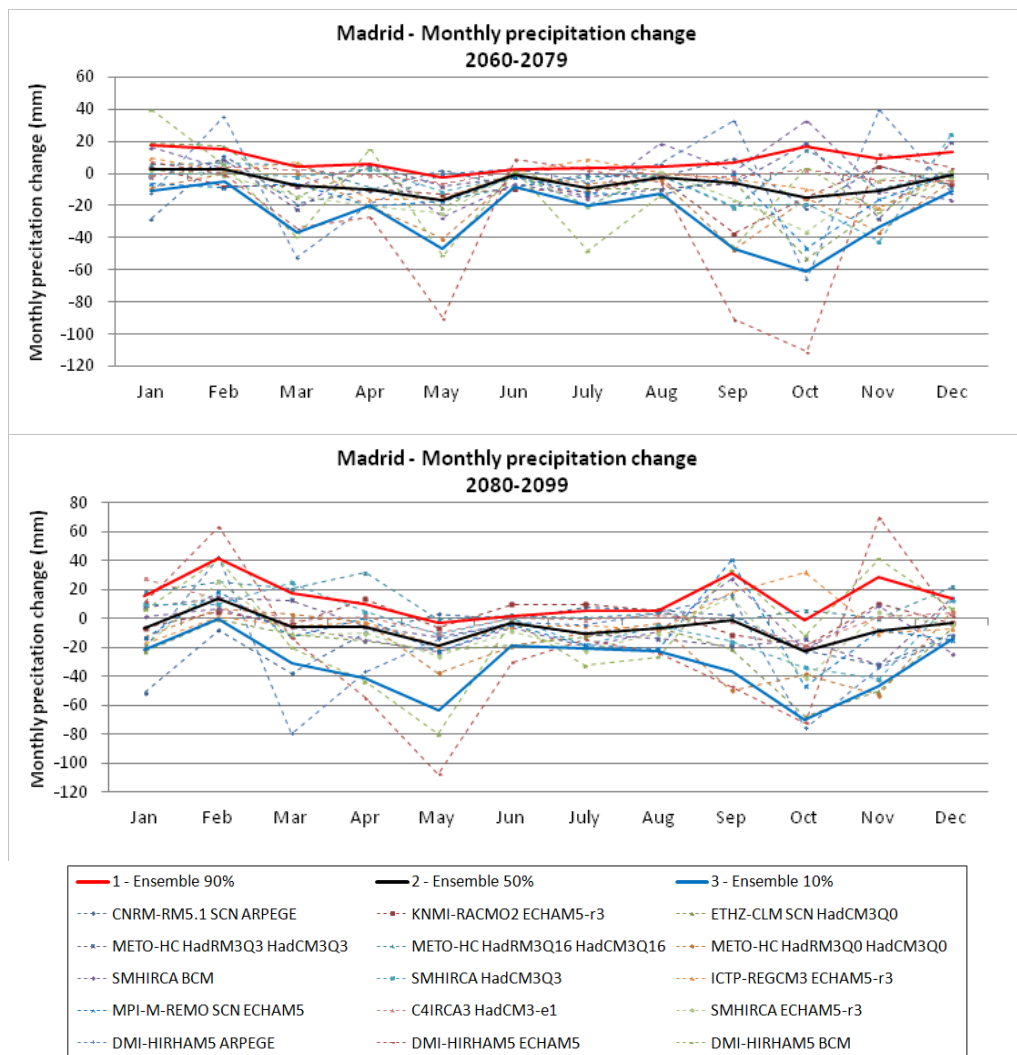 Madrid - Monthly precipitation change
2060-2079
Monthly precitation change (mm)
60
40
20
0
-20
-40
-60
-80
-100
-120
Jan Feb Mar Apr May Jun July Aug Sep Oct Nov Dec
Madrid - Monthly precipitation change
2080-2099
Monthly precipitation change (mm)
80
60
40
20
0
-20
-40
-60
-80
-100
-120
Jan Feb Mar Apr May Jun July Aug Sep Oct Nov Dec
1 - Ensemble 90% 2 - Ensemble 50% 3 - Ensemble 10%
CNRM-RM5.1 SCN ARPEGE KNMI-RACMO2 ECHAM5-r3 ETHZ-CLM SCN HadCM3Q0
METO-HC HadRM3Q3 HadCM3Q3 METO-HC HadRM3Q16 HadCM3Q16 METO-HC HadRM3Q0 HadCM3Q0
SMHIRCA BCM SMHIRCA HadCM3Q3 ICTP-REGCM3 ECHAM5-r3
MPI-M-REMO SCN ECHAM5 C4IRCA3 HadCM3-e1 SMHIRCA ECHAM5-r3
DMI-HIRHAM5 ARPEGE DMI-HIRHAM5 ECHAM5 DMI-HIRHAM5 BCM